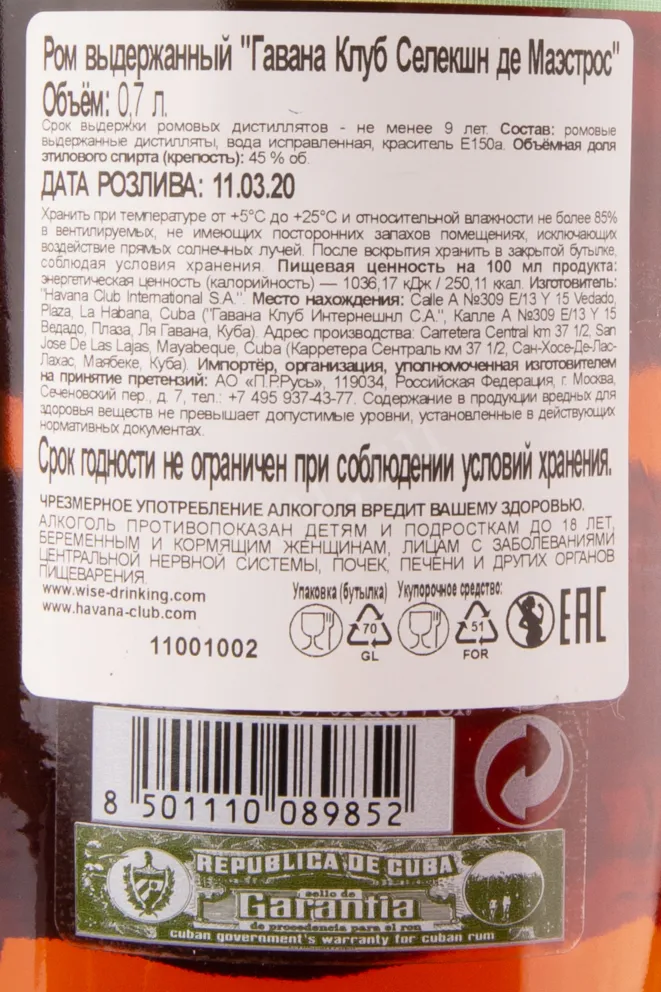 Ром выдержанный "Гавана Клуб Селекшн де Маэстрос"
Объём: 0,7 л.
Срок выдержки ромовых дистиллятов - не менее 9 лет. Состав: ромовые
выдержанные дистилляты, вода исправленная, краситель Е150а. Объёмная доля
этилового спирта (крепость): 45 % об.
ДАТА РОЗЛИВА: 11.03.20
Хранить при температуре от +5°С до +25°С и относительной влажности не более 85%
в вентилируемых, не имеющих посторонних запахов помещениях, исключающих
воздействие прямых солнечных лучей. После вскрытия хранить в закрытой бутылке,
соблюдая условия хранения. Пищевая ценность на 100 мл продукта:
энергетическая ценность (калорийность) — 1036,17 кДж / 250,11 ккал. Изготовитель:
"Havana Club International S.A.". Место нахождения: Calle A №309 E/13 Y 15 Vedado,
Plaza, La Habana, Cuba ("Гавана Клуб Интернешнл С.А.", Калле А №309 Е/13 Y 15
Ведадо, Плаза, Ля Гавана, Куба). Адрес производства: Carretera Central km 37 1/2, San
Jose De Las Lajas, Mayabeque, Cuba (Карретера Сентраль км 37 1/2, Сан-Хосе-Де-Лас-
Лахас, Маябеке, Куба). Импортёр, организация, уполномоченная изготовителем
на принятие претензий: АО «П.Р.Русь», 119034, Российская Федерация, г. Москва,
Сеченовский пер., д. 7, тел.: +7 495 937-43-77. Содержание в продукции вредных для
здоровья веществ не превышает допустимые уровни, установленные в действующих
нормативных документах.
Срок годности не ограничен при соблюдении условий хранения.
ЧРЕЗМЕРНОЕ УПОТРЕБЛЕНИЕ АЛКОГОЛЯ ВРЕДИТ ВАШЕМУ ЗДОРОВЬЮ.
АЛКОГОЛЬ ПРОТИВОПОКАЗАН ДЕТЯМ И ПОДРОСТКАМ ДО 18 ЛЕТ,
БЕРЕМЕННЫМ И КОРМЯЩИМ ЖЕНЩИНАМ, ЛИЦАМ С ЗАБОЛЕВАНИЯМИ
ЦЕНТРАЛЬНОЙ НЕРВНОЙ СИСТЕМЫ, ПОЧЕК, ПЕЧЕНИ И ДРУГИХ ОРГАНОВ
ПИЩЕВАРЕНИЯ.
www.wise-drinking.com
www.havana-club.com
11001002
Упаковка (бутылка) Укупорочное средство:
70
GL
51
FOR
EAC
8 501110 089852
REPUBLICA DE CUBA
sello de
Garantia
de procedencia para el ron
cuban government's warranty for cuban rum